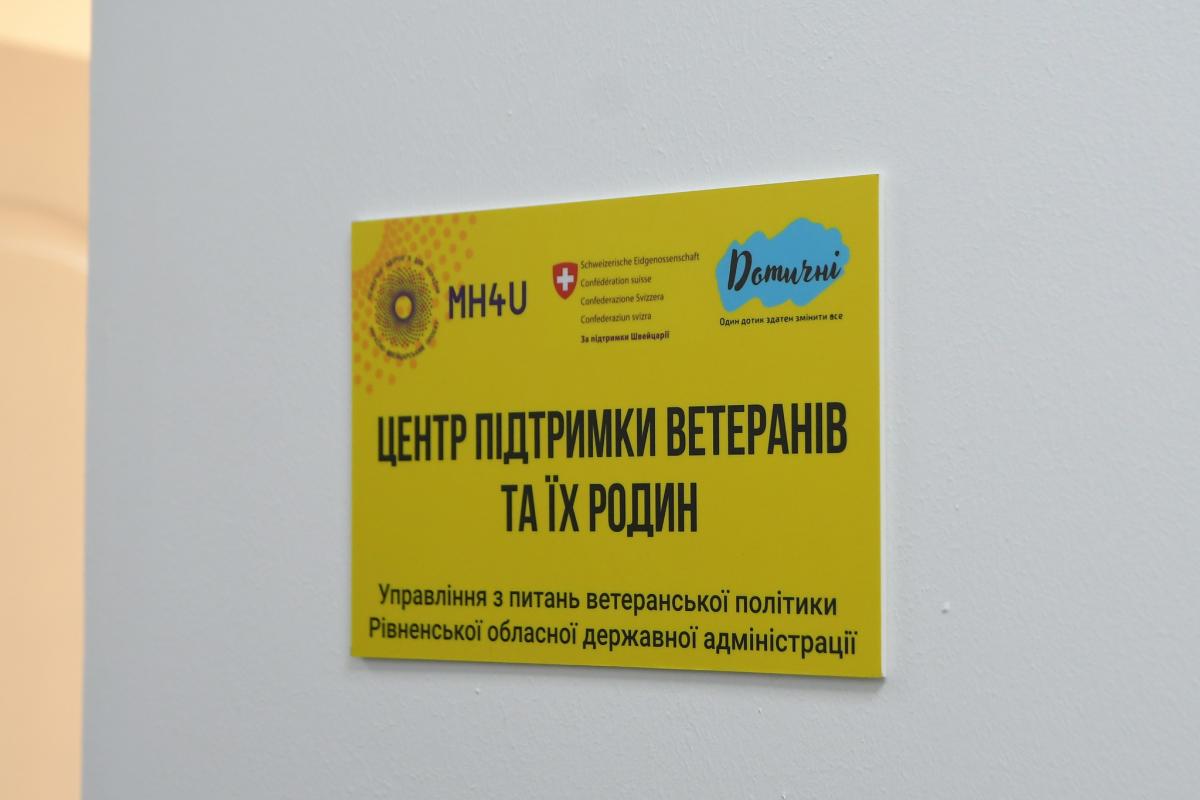 MH4U
Schweizerische Eidgenossenschaft
Confédération suisse
Confederazione Svizzera
Confederaziun svizra
За підтримки Швейцарії
Дотичні
Один дотик здатен змінити все
ЦЕНТР ПІДТРИМКИ ВЕТЕРАНІВ
ТА ЇХ РОДИН
Управління з питань ветеранської політики
Рівненської обласної державної адміністрації